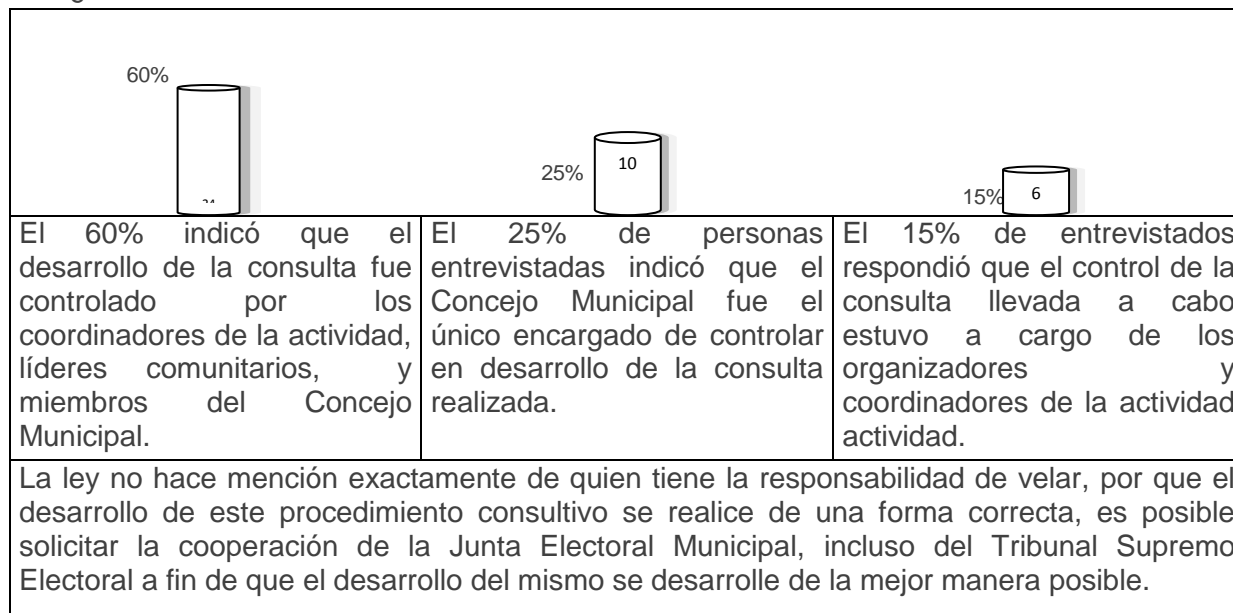 60%
25%
10
15%
6
El 60% indicó que el
desarrollo de la consulta fue
controlado por los
coordinadores de la actividad,
líderes comunitarios, y
miembros del Concejo
Municipal.
El 25% de personas
entrevistadas indicó que el
Concejo Municipal fue el
único encargado de controlar
en desarrollo de la consulta
realizada.
El 15% de entrevistados
respondió que el control de la
consulta llevada a cabo
estuvo a cargo de los
organizadores y
coordinadores de la actividad
actividad.
La ley no hace mención exactamente de quien tiene la responsabilidad de velar, por que el
desarrollo de este procedimiento consultivo se realice de una forma correcta, es posible
solicitar la cooperación de la Junta Electoral Municipal, incluso del Tribunal Supremo
Electoral a fin de que el desarrollo del mismo se desarrolle de la mejor manera posible.